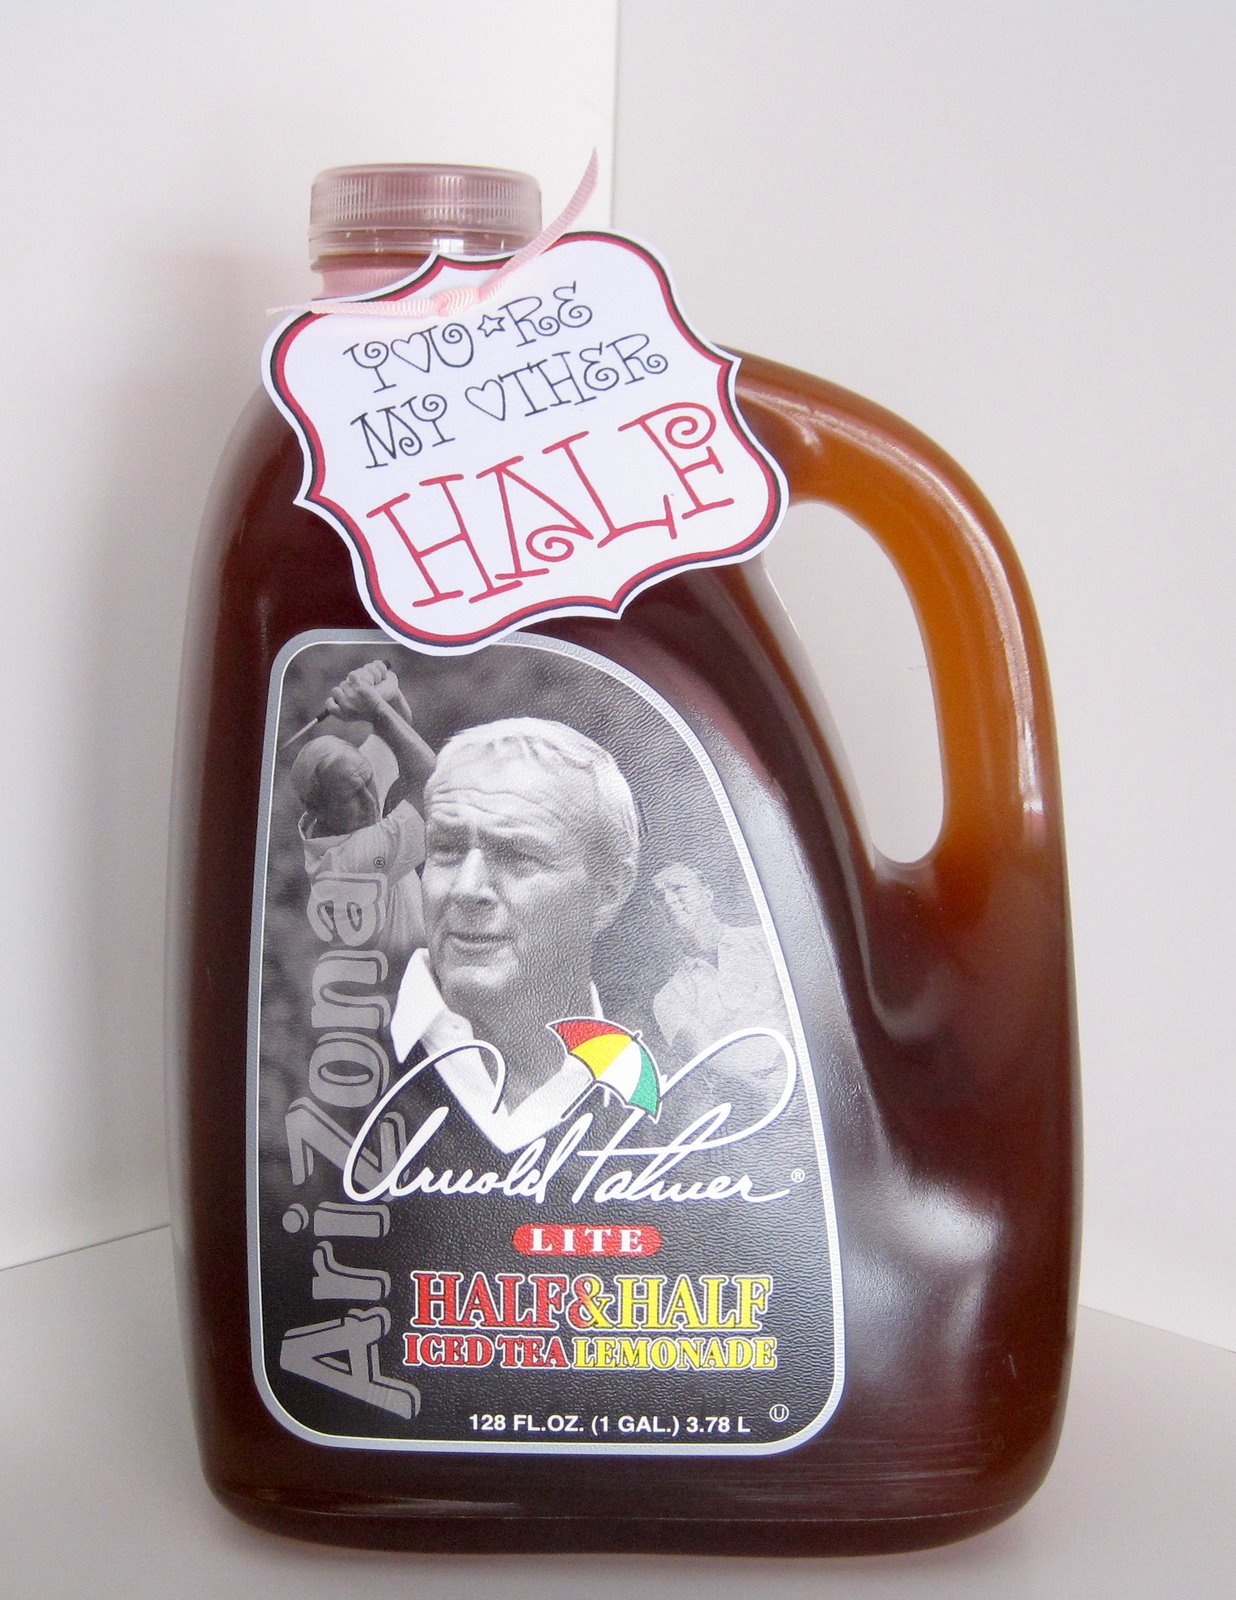 YOU★RE
MY OTHER
HALF
AriZona®
Arnold Palmer®
LITE
HALF&HALF
ICED TEA LEMONADE
128 FL.OZ. (1 GAL.) 3.78 L Ⓤ